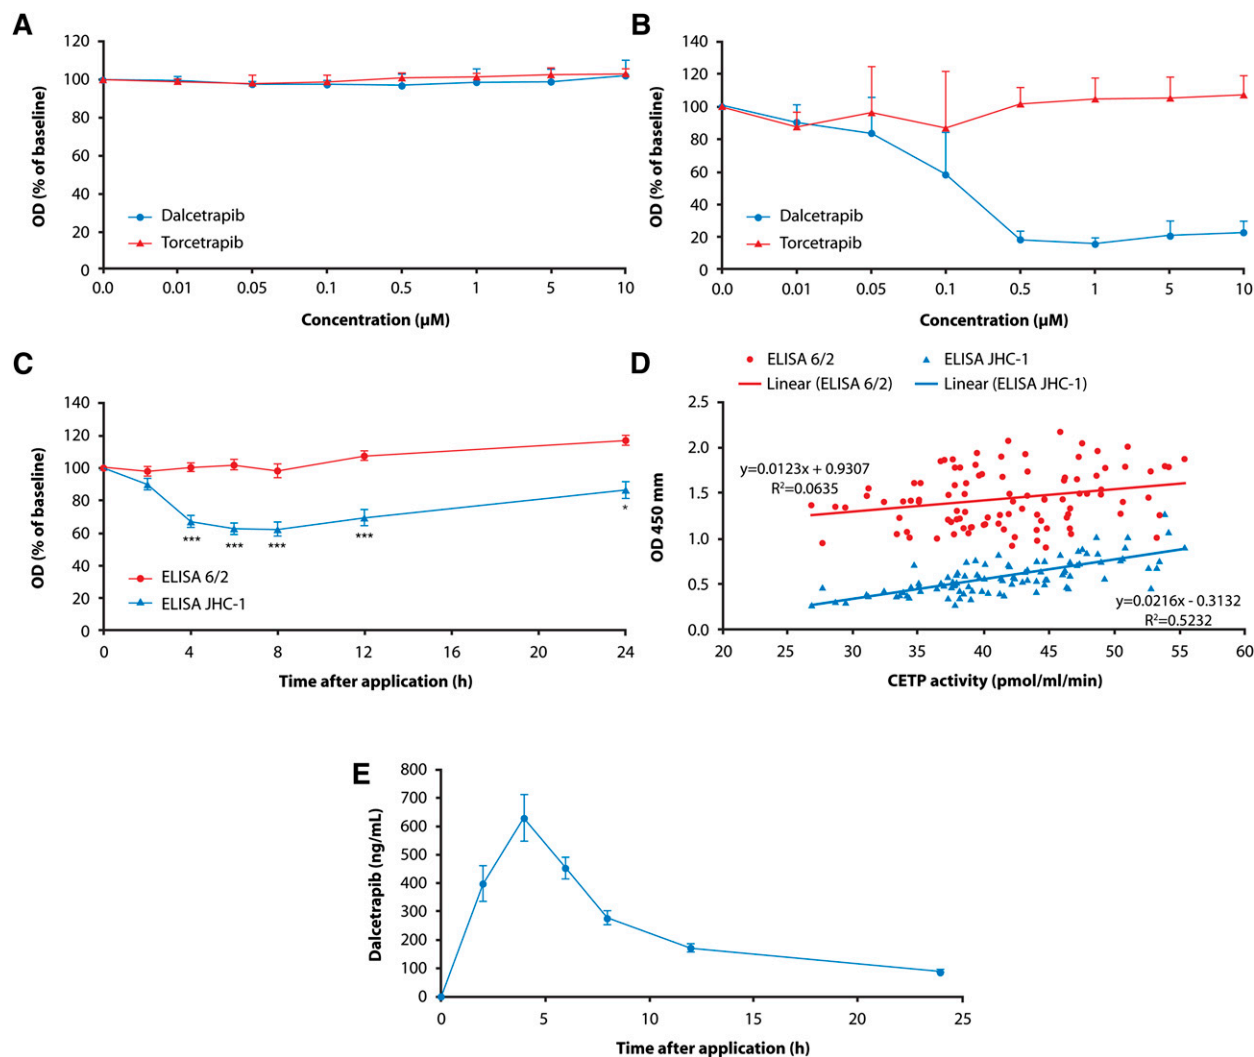 A
120
100
80
60
40
20
0
OD (% of baseline)
Dalcetrapib
Torcetrapib
0.0 0.01 0.05 0.1 0.5 1 5 10
Concentration (μM)
B
140
120
100
80
60
40
20
0
OD (% of baseline)
Dalcetrapib
Torcetrapib
0.0 0.01 0.05 0.1 0.5 1 5 10
Concentration (μM)
C
140
120
100
80
60
40
20
0
OD (% of baseline)
*** *** *** *** *
ELISA 6/2
ELISA JHC-1
0 4 8 12 16 20 24
Time after application (h)
D
ELISA 6/2 ELISA JHC-1
Linear (ELISA 6/2) Linear (ELISA JHC-1)
2.5
2.0
1.5
1.0
0.5
0.0
OD 450 mm
y=0.0123x + 0.9307
R²=0.0635
y=0.0216x - 0.3132
R²=0.5232
20 25 30 35 40 45 50 55 60
CETP activity (pmol/ml/min)
E
800
700
600
500
400
300
200
100
0
Dalcetrapib (ng/mL)
0 5 10 15 20 25
Time after application (h)